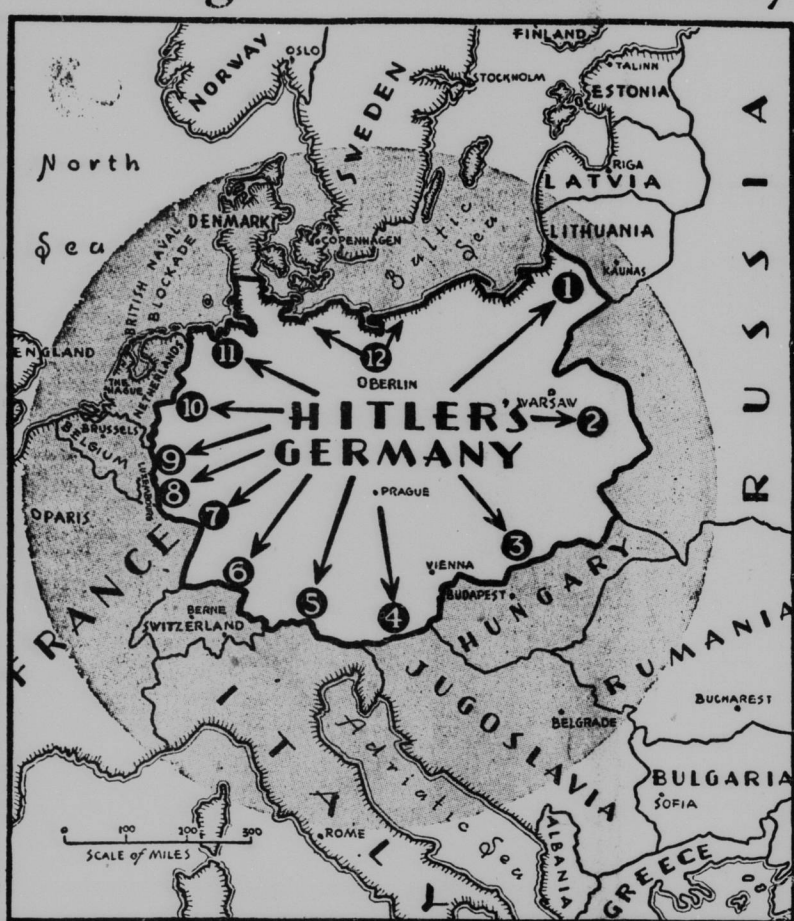 FINLAND
NORWAY
OSLO
SWEDEN
STOCKHOLM
TALINN
ESTONIA
North
Sea
RIGA
LATVIA
RUSSIA
DENMARK
COPENHAGEN
Baltic
Sea
LITHUANIA
KAUNAS
BRITISH NAVAL
BLOCKADE
1
ENGLAND
11
12
BERLIN
THE HAGUE
NETHERLANDS
10
HITLER'S
GERMANY
WARSAW
2
BRUSSELS
BELGIUM
9
8
LUXEMBOURG
PARIS
7
PRAGUE
3
FRANCE
6
5
4
VIENNA
BUDAPEST
HUNGARY
BERNE
SWITZERLAND
RUMANIA
BUCHAREST
ITALY
JUGOSLAVIA
BELGRADE
Adriatic
Sea
BULGARIA
SOFIA
0 100 200 300
SCALE of MILES
ROME
ALBANIA
GREECE